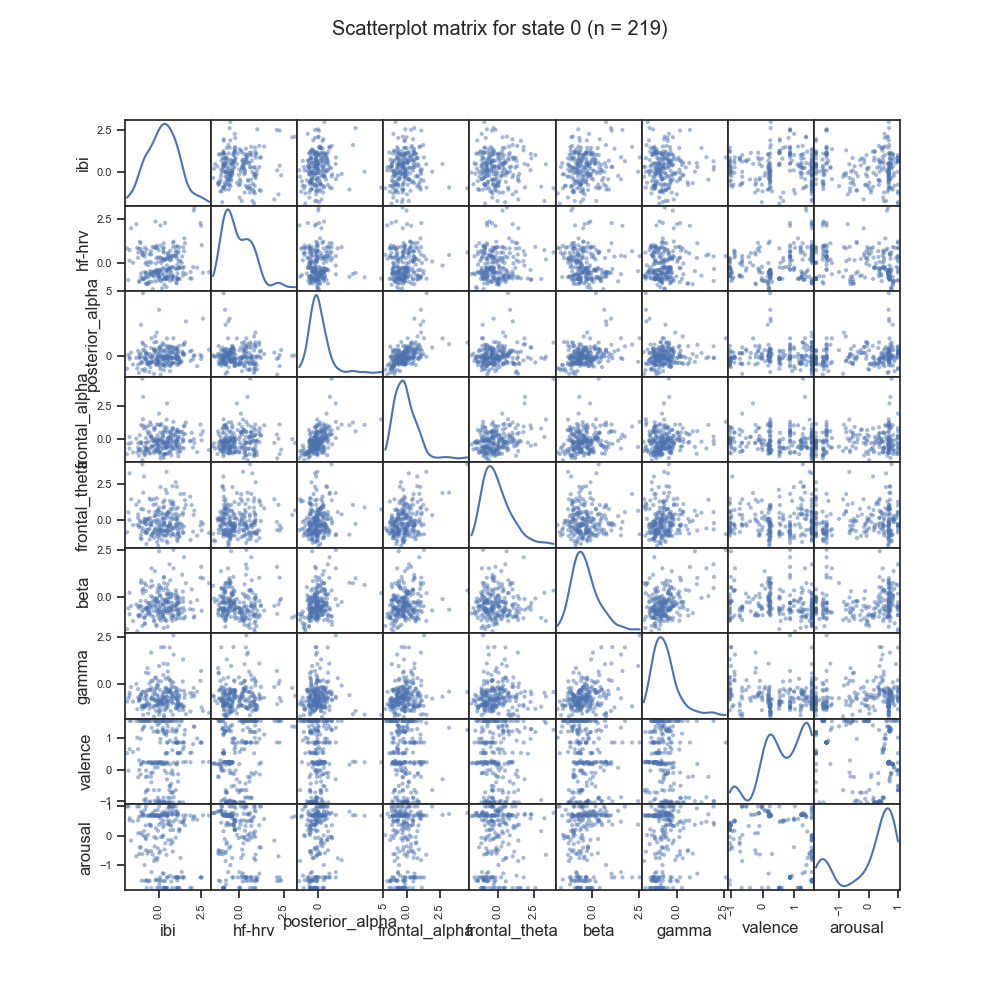 Scatterplot matrix for state 0 (n = 219)
2.5
0.0
ibi
2.5
0.0
hf-hrv
5
0
posterior_alpha
2.5
0.0
frontal_alpha
2.5
0.0
frontal_theta
2.5
0.0
beta
2.5
0.0
gamma
1
0
−1
valence
1
0
−1
arousal
0.0 2.5 0.0 2.5 0 5 0.0 2.5 0.0 2.5 0.0 2.5 0.0 2.5 −1 0 1 −1 0 1
ibi hf-hrv posterior_alpha frontal_alpha frontal_theta beta gamma valence arousal